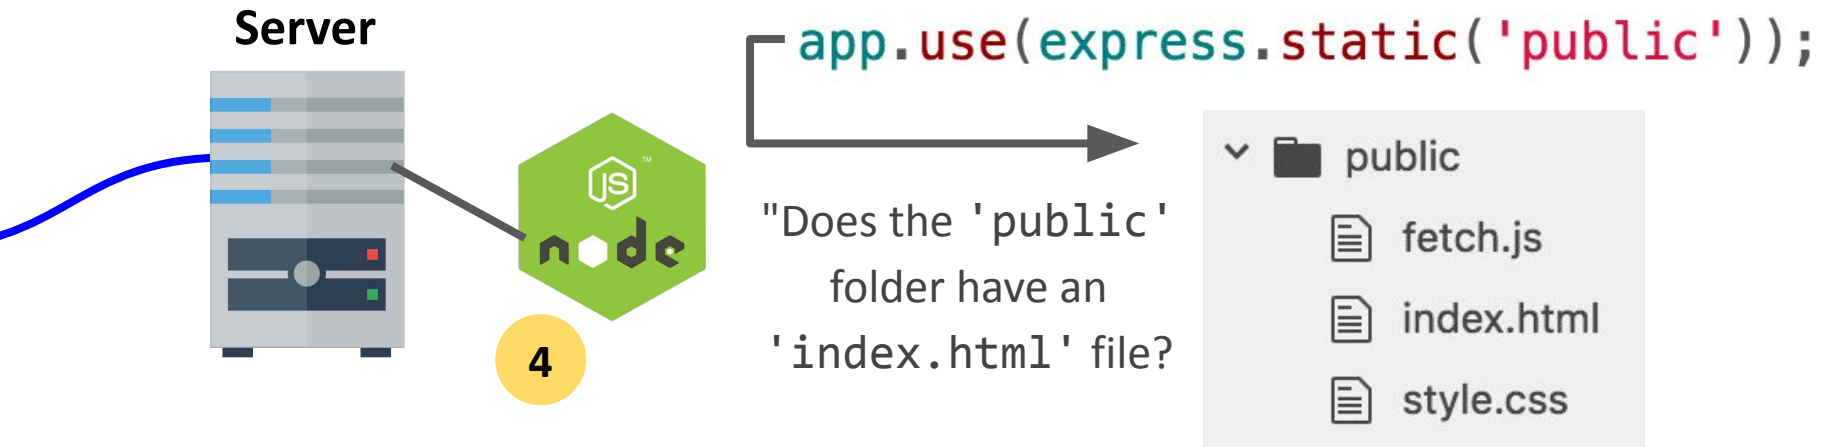 Server
app.use(express.static('public'));
JS
TM
node
4
"Does the 'public'
folder have an
'index.html' file?
public
fetch.js
index.html
style.css